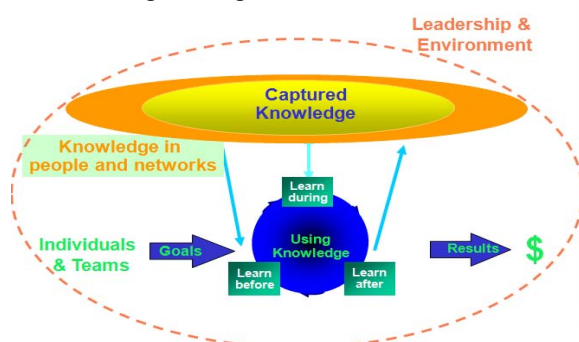 Leadership &
Environment
Captured
Knowledge
Knowledge in
people and networks
Learn
during
Individuals
& Teams
Goals
Using
Knowledge
Results
$
Learn
before
Learn
after